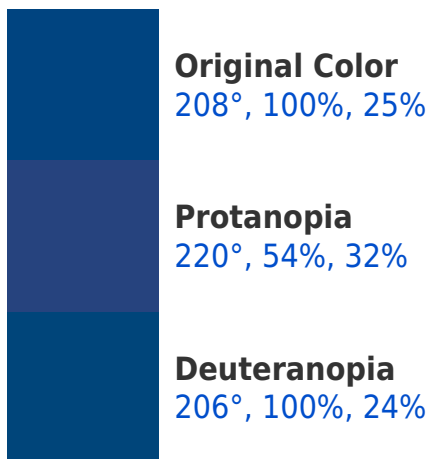 Original Color
208°, 100%, 25%
Protanopia
220°, 54%, 32%
Deuteranopia
206°, 100%, 24%